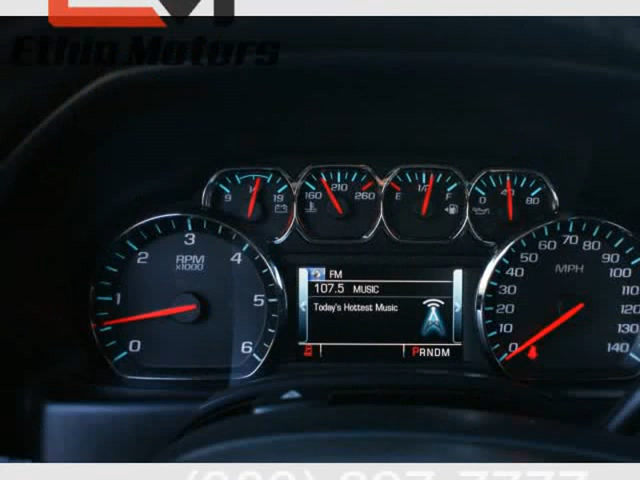 Ethio Motors
9 19
160 210 260
E 1/2 F
0 40 80
0 1 2 3 5 6
RPM
x1000
FM
107.5 MUSIC
Today's Hottest Music
PRNDM
0 10 20 30 40 50 60 70 80 90 100 110 120 130 140
MPH